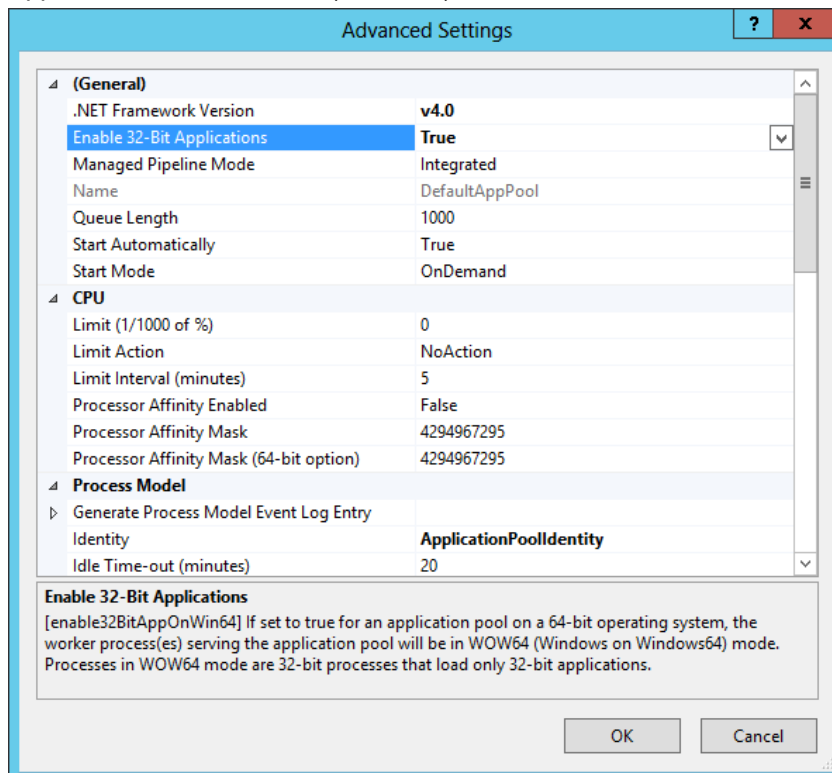 Advanced Settings
?
x
(General)
.NET Framework Version v4.0
Enable 32-Bit Applications True
Managed Pipeline Mode Integrated
Name DefaultAppPool
Queue Length 1000
Start Automatically True
Start Mode OnDemand
CPU
Limit (1/1000 of %) 0
Limit Action NoAction
Limit Interval (minutes) 5
Processor Affinity Enabled False
Processor Affinity Mask 4294967295
Processor Affinity Mask (64-bit option) 4294967295
Process Model
Generate Process Model Event Log Entry
Identity ApplicationPoolIdentity
Idle Time-out (minutes) 20
Enable 32-Bit Applications
[enable32BitAppOnWin64] If set to true for an application pool on a 64-bit operating system, the
worker process(es) serving the application pool will be in WOW64 (Windows on Windows64) mode.
Processes in WOW64 mode are 32-bit processes that load only 32-bit applications.
OK Cancel